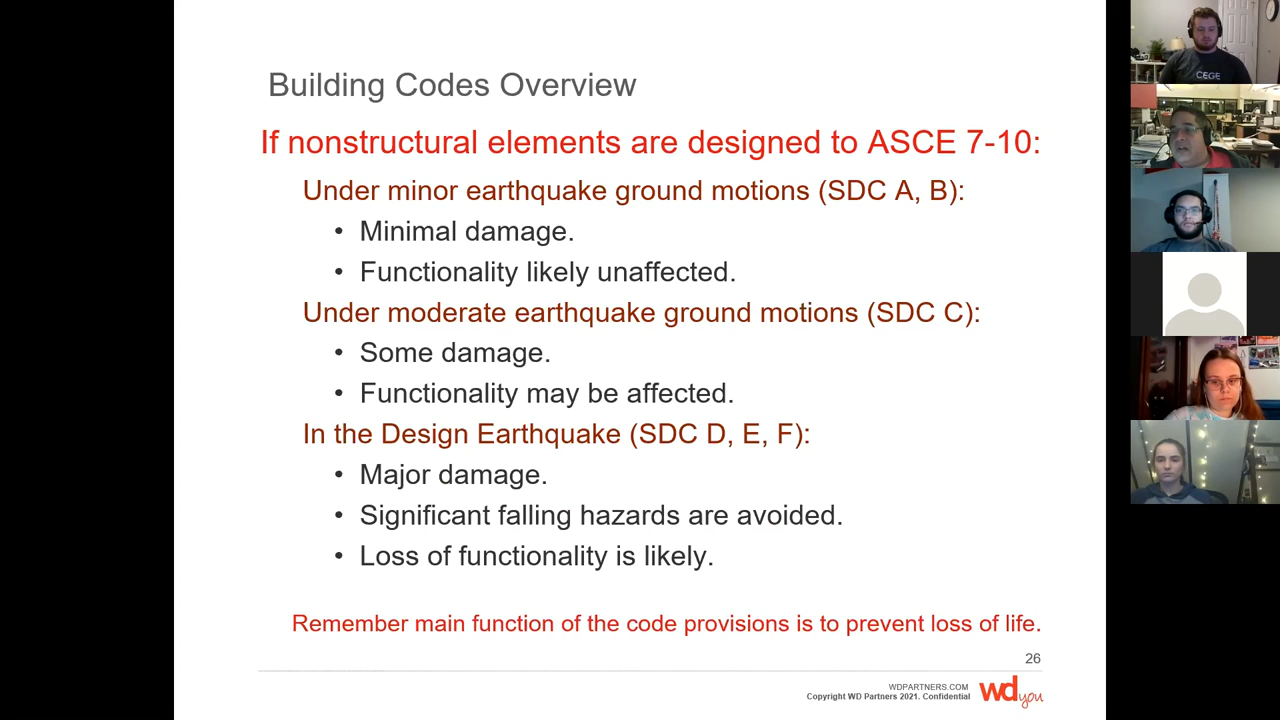 Building Codes Overview
If nonstructural elements are designed to ASCE 7-10:
Under minor earthquake ground motions (SDC A, B):
• Minimal damage.
• Functionality likely unaffected.
Under moderate earthquake ground motions (SDC C):
• Some damage.
• Functionality may be affected.
In the Design Earthquake (SDC D, E, F):
• Major damage.
• Significant falling hazards are avoided.
• Loss of functionality is likely.
Remember main function of the code provisions is to prevent loss of life.
26
WDPARTNERS.COM
Copyright WD Partners 2021. Confidential
wd you
CEGE